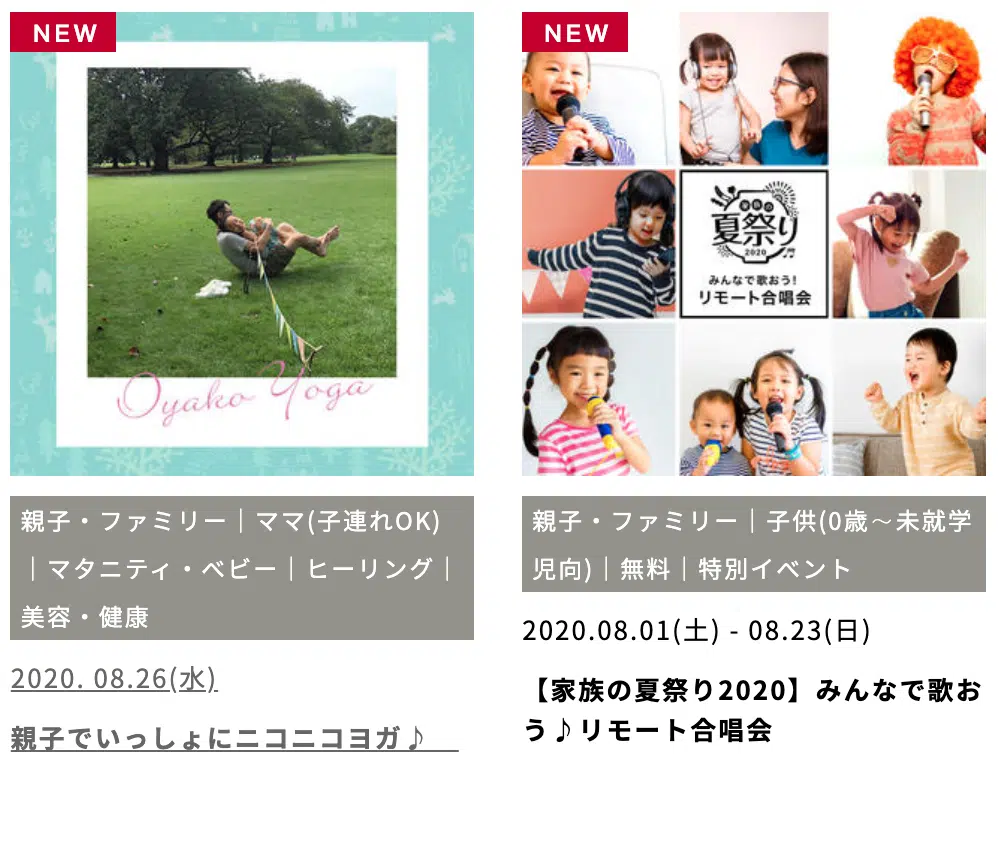 NEW
Oyako Yoga
親子・ファミリー｜ママ(子連れOK)
｜マタニティ・ベビー｜ヒーリング｜
美容・健康
2020. 08.26(水)
親子でいっしょにニコニコヨガ♪
NEW
家族の
夏祭り
2020
みんなで歌おう!
リモート合唱会
親子・ファミリー｜子供(0歳～未就学
児向)｜無料｜特別イベント
2020.08.01(土) - 08.23(日)
【家族の夏祭り2020】みんなで歌お
う♪リモート合唱会